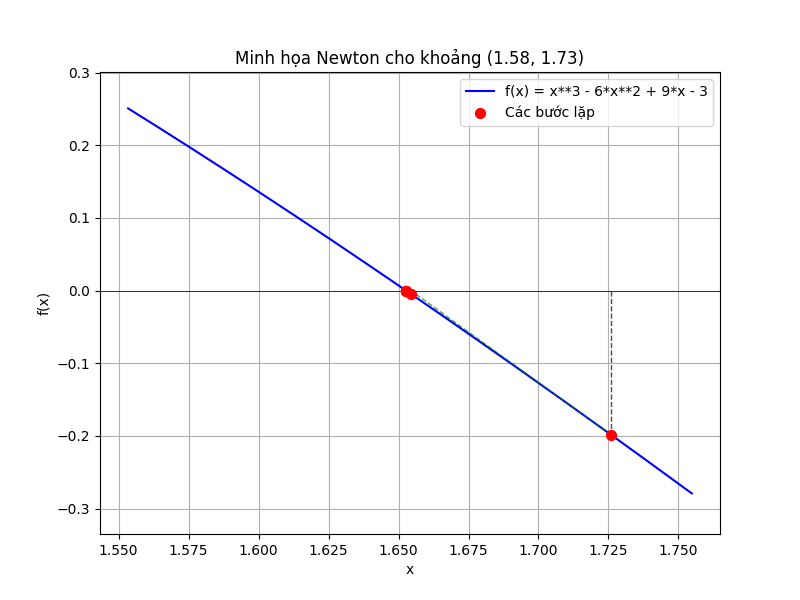 Minh họa Newton cho khoảng (1.58, 1.73)
f(x) = x**3 - 6*x**2 + 9*x - 3
Các bước lặp
0.3
0.2
0.1
0.0
−0.1
−0.2
−0.3
f(x)
1.550 1.575 1.600 1.625 1.650 1.675 1.700 1.725 1.750
x